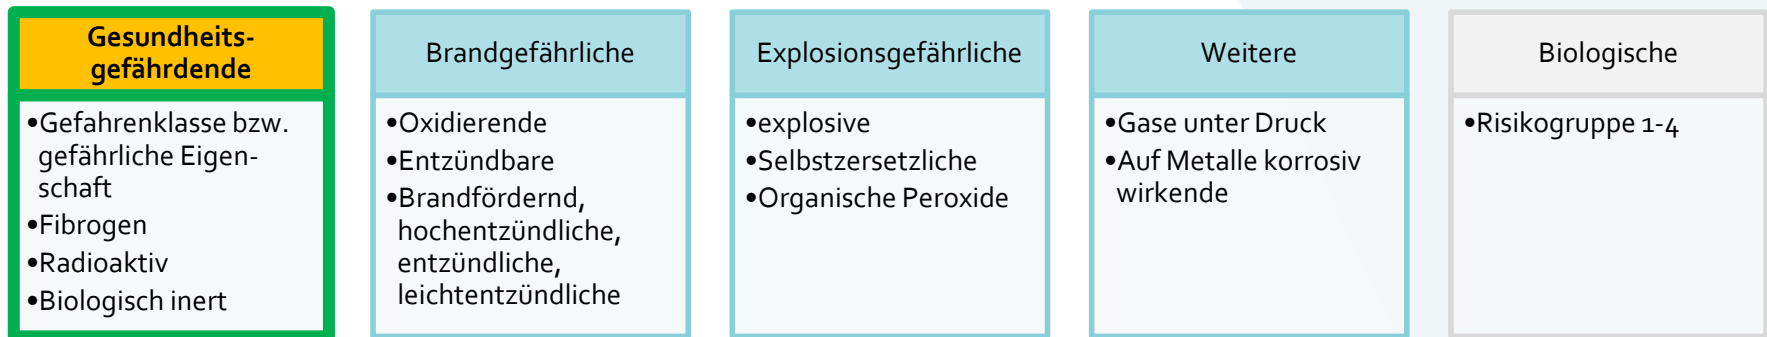 Gesundheits-
gefährdende
•Gefahrenklasse bzw.
gefährliche Eigen-
schaft
•Fibrogen
•Radioaktiv
•Biologisch inert
Brandgefährliche
•Oxidierende
•Entzündbare
•Brandfördernd,
hochentzündliche,
entzündliche,
leichtentzündliche
Explosionsgefährliche
•explosive
•Selbstzersetzliche
•Organische Peroxide
Weitere
•Gase unter Druck
•Auf Metalle korrosiv
wirkende
Biologische
•Risikogruppe 1-4